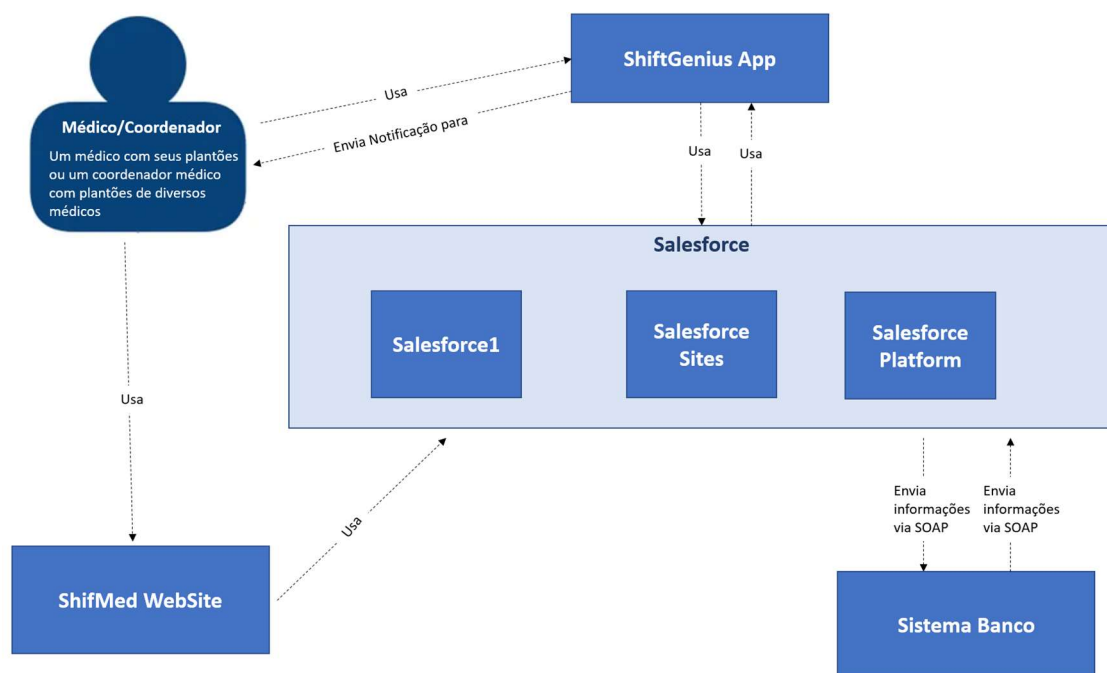 ShiftGenius App
Usa
Médico/Coordenador
Envia Notificação para
Um médico com seus plantões
ou um coordenador médico
com plantões de diversos
médicos
Usa
Usa
Salesforce
Salesforce1
Salesforce
Sites
Salesforce
Platform
Usa
Usa
Envia
informações
via SOAP
Envia
informações
via SOAP
ShifMed WebSite
Sistema Banco